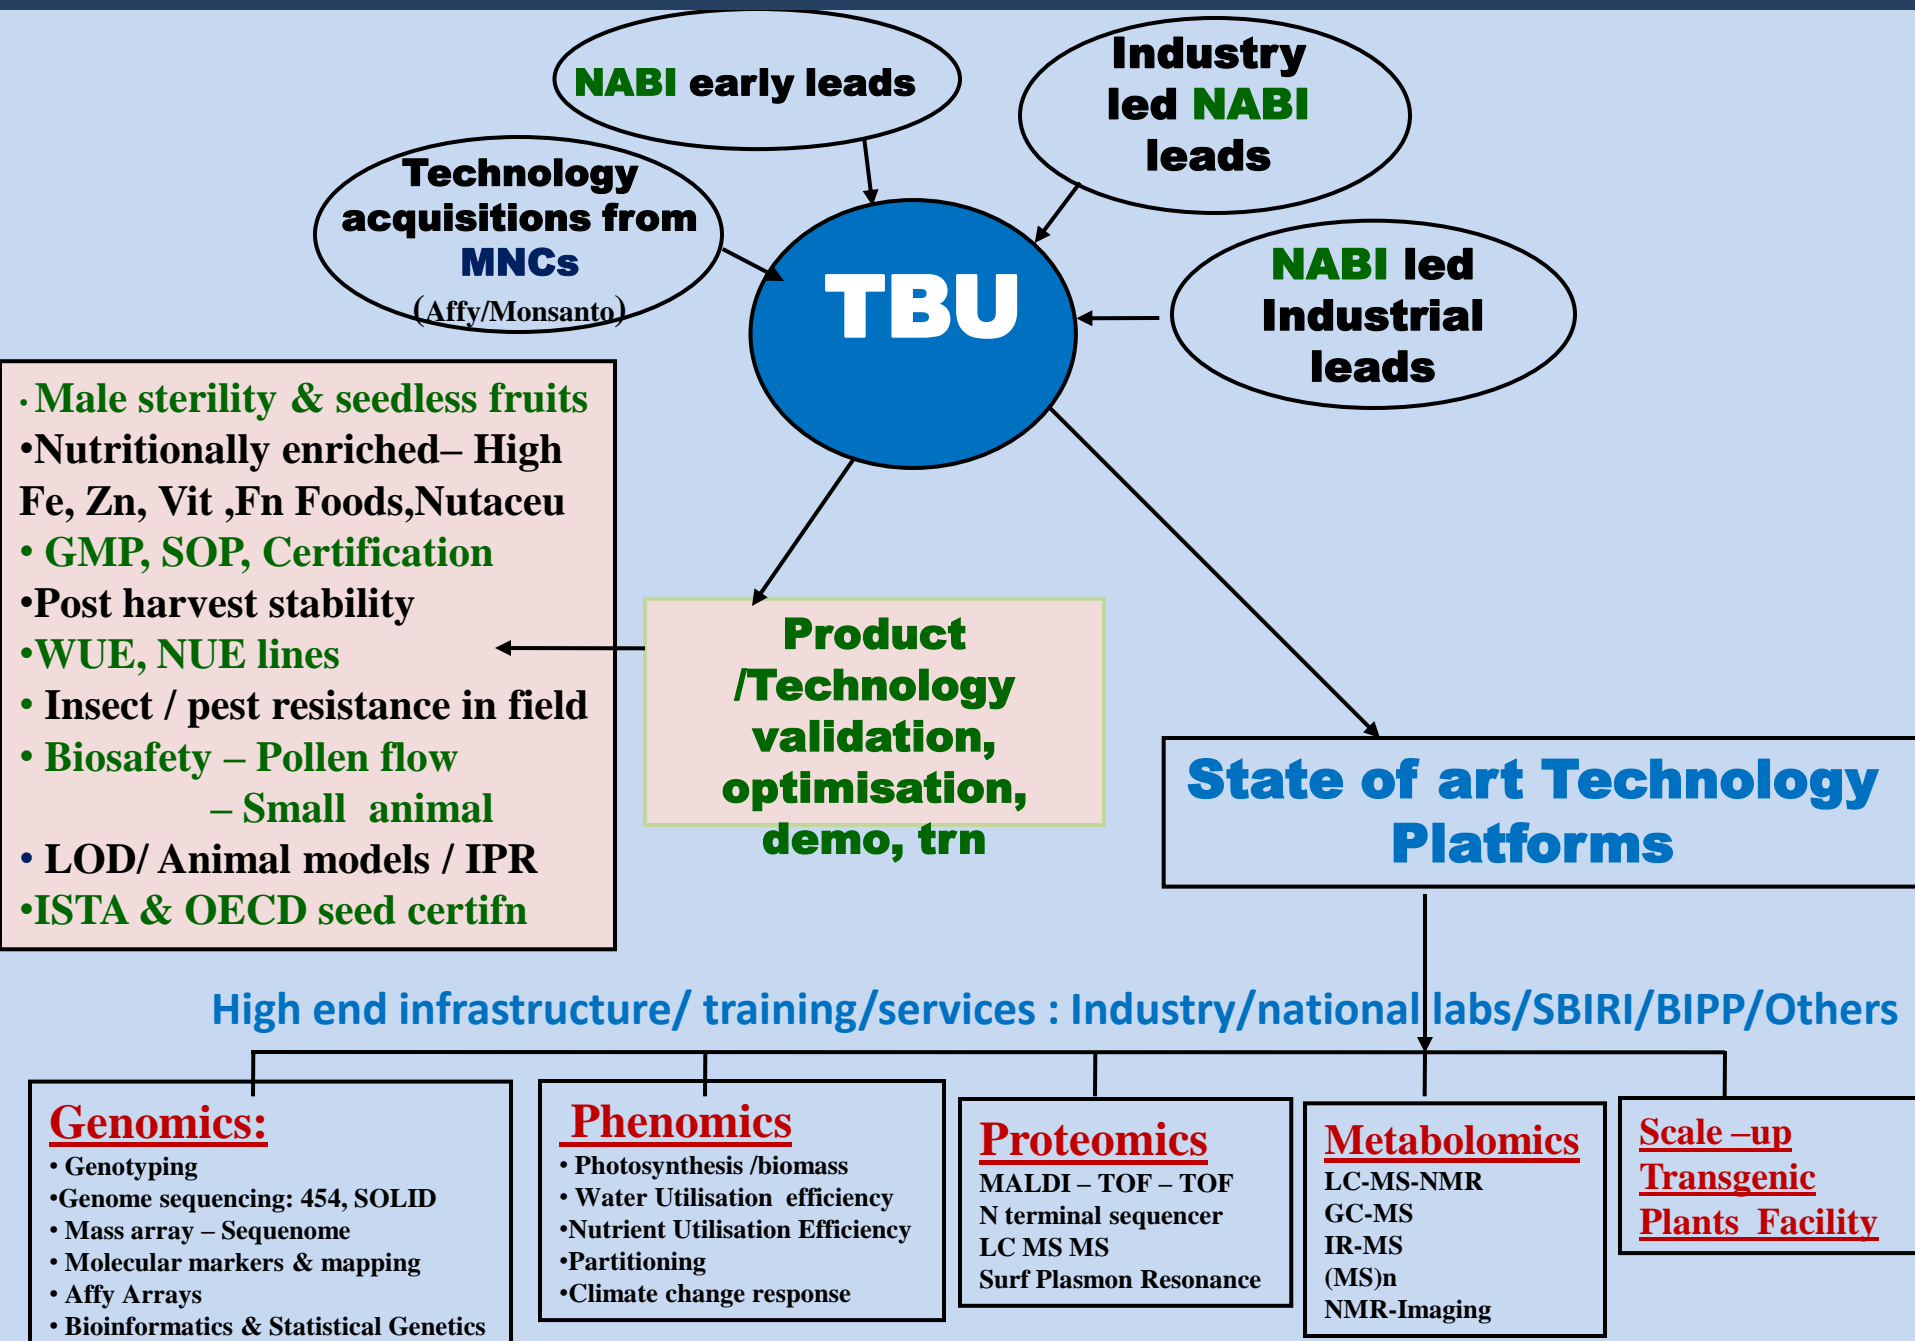 NABI early leads
Industry
led NABI
leads
Technology
acquisitions from
MNCs
(Affy/Monsanto)
TBU
NABI led
Industrial
leads
• Male sterility & seedless fruits
•Nutritionally enriched– High
Fe, Zn, Vit ,Fn Foods,Nutaceu
• GMP, SOP, Certification
•Post harvest stability
•WUE, NUE lines
• Insect / pest resistance in field
• Biosafety – Pollen flow
– Small animal
• LOD/ Animal models / IPR
•ISTA & OECD seed certifn
Product
/Technology
validation,
optimisation,
demo, trn
State of art Technology
Platforms
High end infrastructure/ training/services : Industry/national labs/SBIRI/BIPP/Others
Genomics:
• Genotyping
•Genome sequencing: 454, SOLID
• Mass array – Sequenome
• Molecular markers & mapping
• Affy Arrays
• Bioinformatics & Statistical Genetics
Phenomics
• Photosynthesis /biomass
• Water Utilisation efficiency
•Nutrient Utilisation Efficiency
•Partitioning
•Climate change response
Proteomics
MALDI – TOF – TOF
N terminal sequencer
LC MS MS
Surf Plasmon Resonance
Metabolomics
LC-MS-NMR
GC-MS
IR-MS
(MS)n
NMR-Imaging
Scale –up
Transgenic
Plants Facility